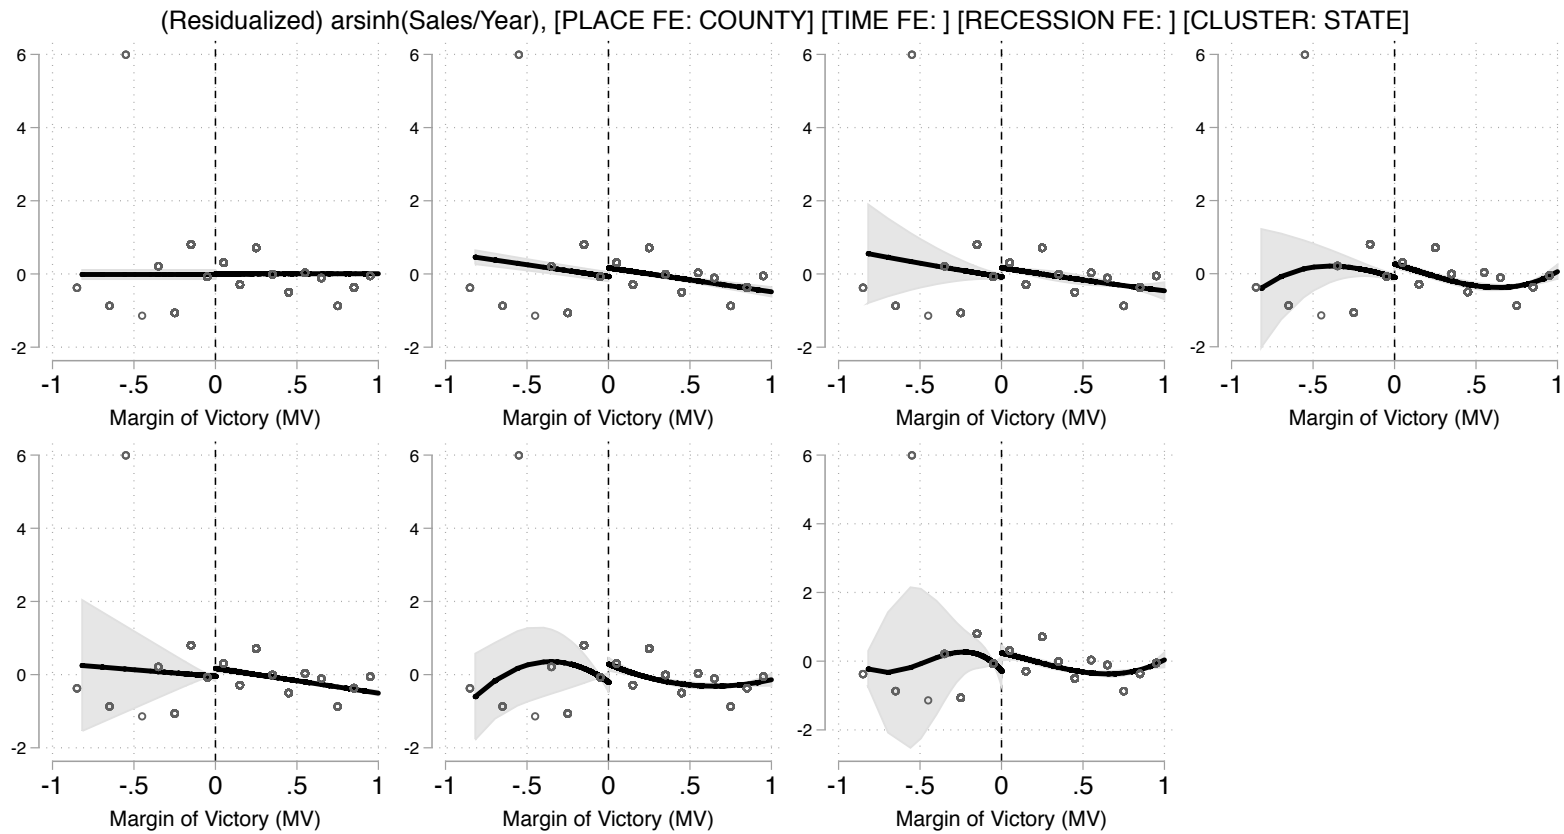 (Residualized) arsinh(Sales/Year), [PLACE FE: COUNTY] [TIME FE: ] [RECESSION FE: ] [CLUSTER: STATE]
6
4
2
0
-2
-1 -.5 0 .5 1
Margin of Victory (MV)
6
4
2
0
-2
-1 -.5 0 .5 1
Margin of Victory (MV)
6
4
2
0
-2
-1 -.5 0 .5 1
Margin of Victory (MV)
6
4
2
0
-2
-1 -.5 0 .5 1
Margin of Victory (MV)
6
4
2
0
-2
-1 -.5 0 .5 1
Margin of Victory (MV)
6
4
2
0
-2
-1 -.5 0 .5 1
Margin of Victory (MV)
6
4
2
0
-2
-1 -.5 0 .5 1
Margin of Victory (MV)